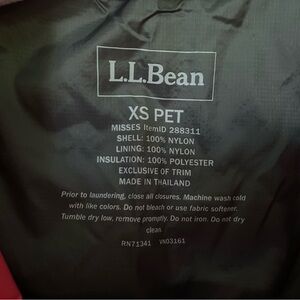 L.L.Bean
XS PET
MISSES ItemID 288311
SHELL: 100% NYLON
LINING: 100% NYLON
INSULATION: 100% POLYESTER
EXCLUSIVE OF TRIM
MADE IN THAILAND
Prior to laundering, close all closures. Machine wash cold
with like colors. Do not bleach or use fabric softener.
Tumble dry low, remove promptly. Do not iron. Do not dry
clean
RN71341 VN03161